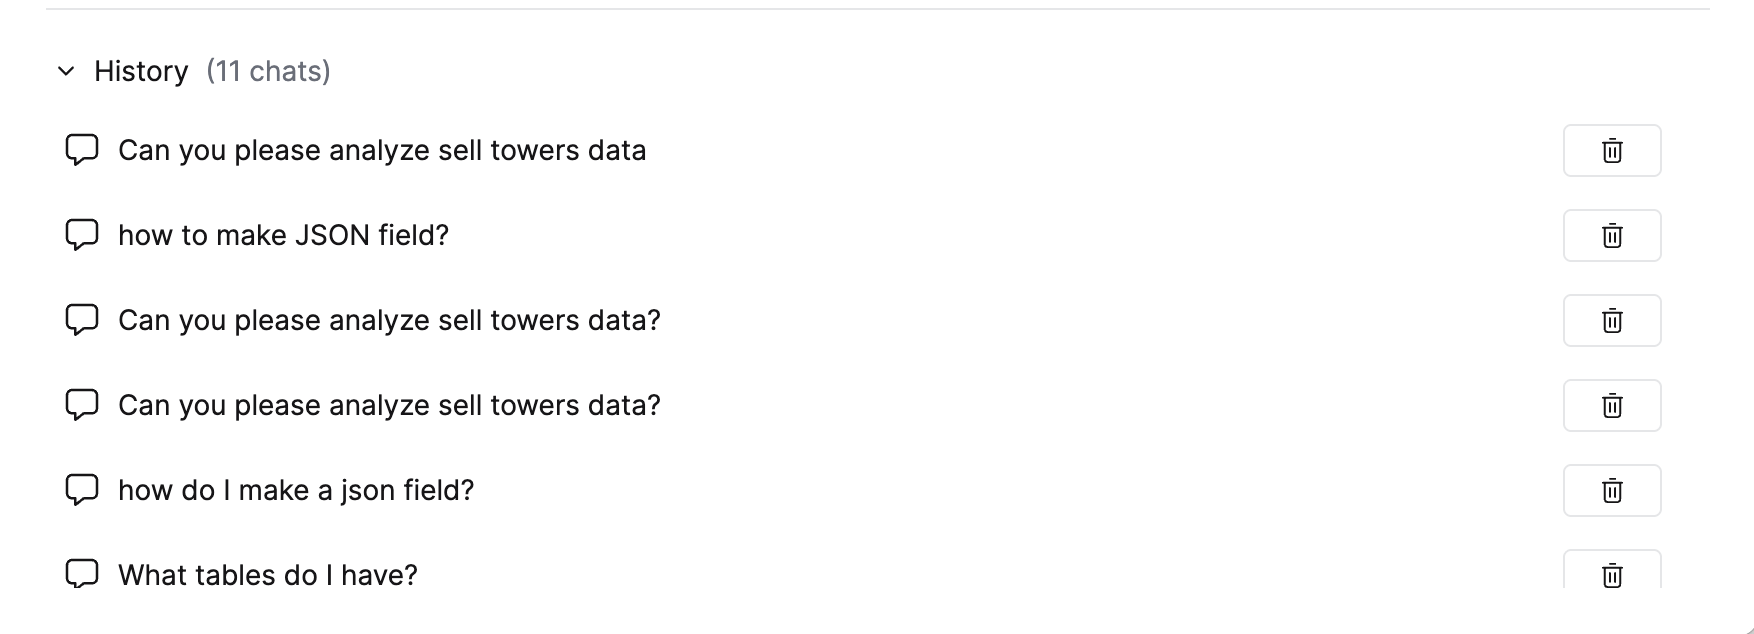 History (11 chats)
Can you please analyze sell towers data
how to make JSON field?
Can you please analyze sell towers data?
Can you please analyze sell towers data?
how do I make a json field?
What tables do I have?